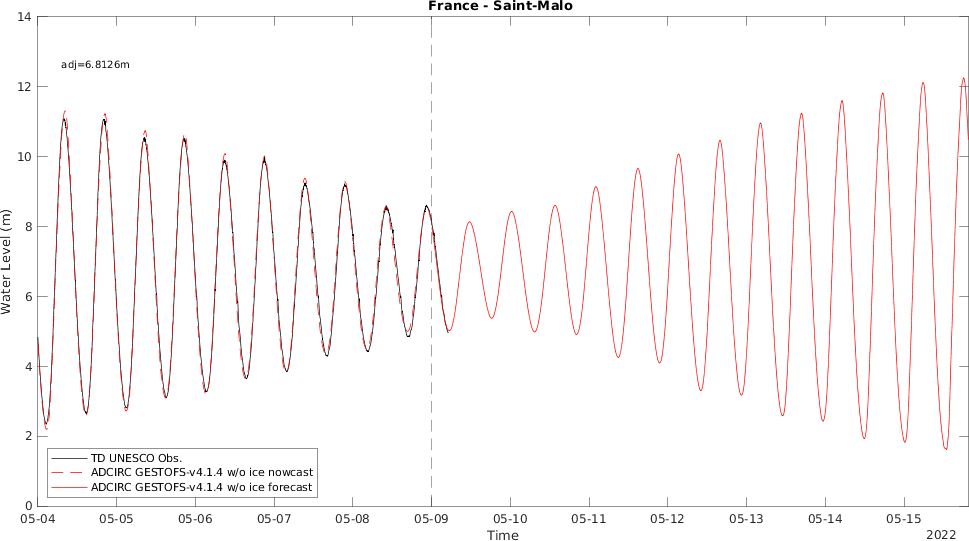 France - Saint-Malo
adj=6.8126m
Water Level (m)
14
12
10
8
6
4
2
0
TD UNESCO Obs.
ADCIRC GESTOFS-v4.1.4 w/o ice nowcast
ADCIRC GESTOFS-v4.1.4 w/o ice forecast
05-04 05-05 05-06 05-07 05-08 05-09 05-10 05-11 05-12 05-13 05-14 05-15
Time
2022